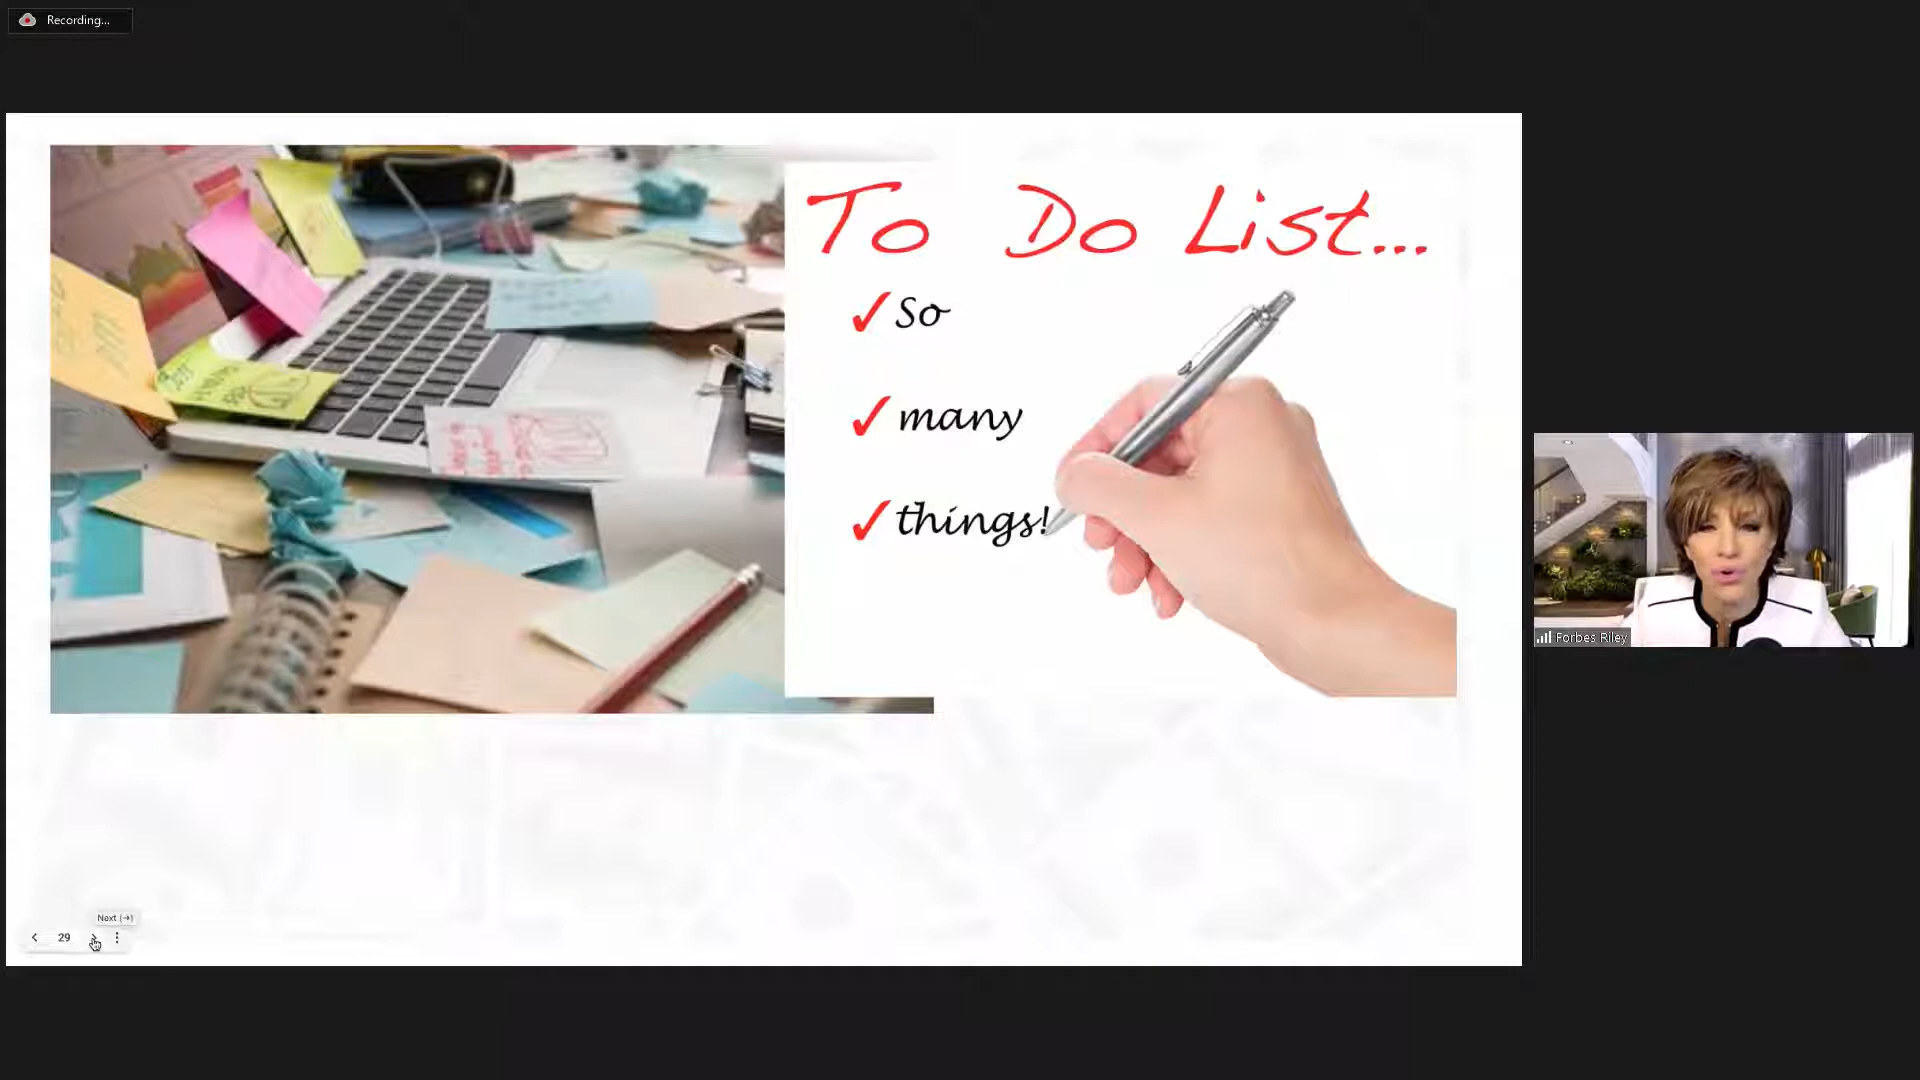 Recording...
To Do List...
✓So
✓many
✓things!
Forbes Riley
Next (→)
29